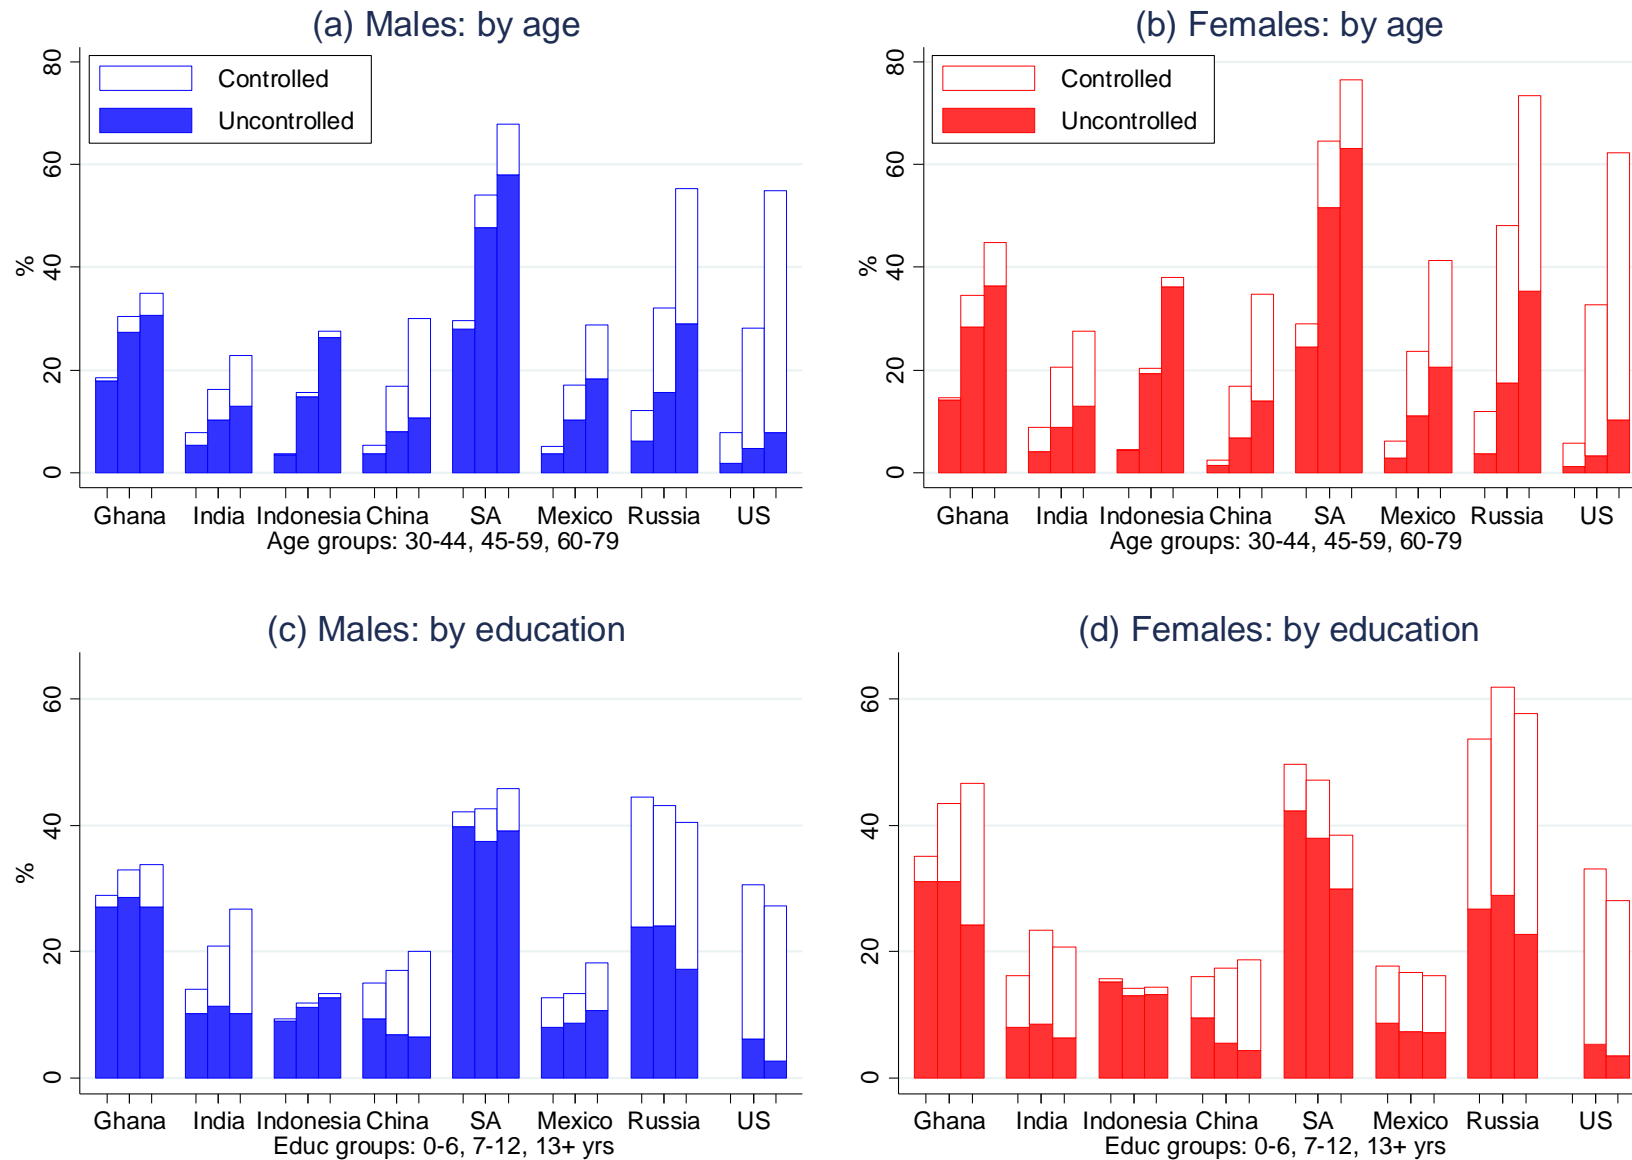 (a) Males: by age
Controlled
Uncontrolled
%
80
60
40
20
0
Ghana India Indonesia China SA Mexico Russia US
Age groups: 30-44, 45-59, 60-79
(b) Females: by age
Controlled
Uncontrolled
%
80
60
40
20
0
Ghana India Indonesia China SA Mexico Russia US
Age groups: 30-44, 45-59, 60-79
(c) Males: by education
%
60
40
20
0
Ghana India Indonesia China SA Mexico Russia US
Educ groups: 0-6, 7-12, 13+ yrs
(d) Females: by education
60
40
20
0
Ghana India Indonesia China SA Mexico Russia US
Educ groups: 0-6, 7-12, 13+ yrs